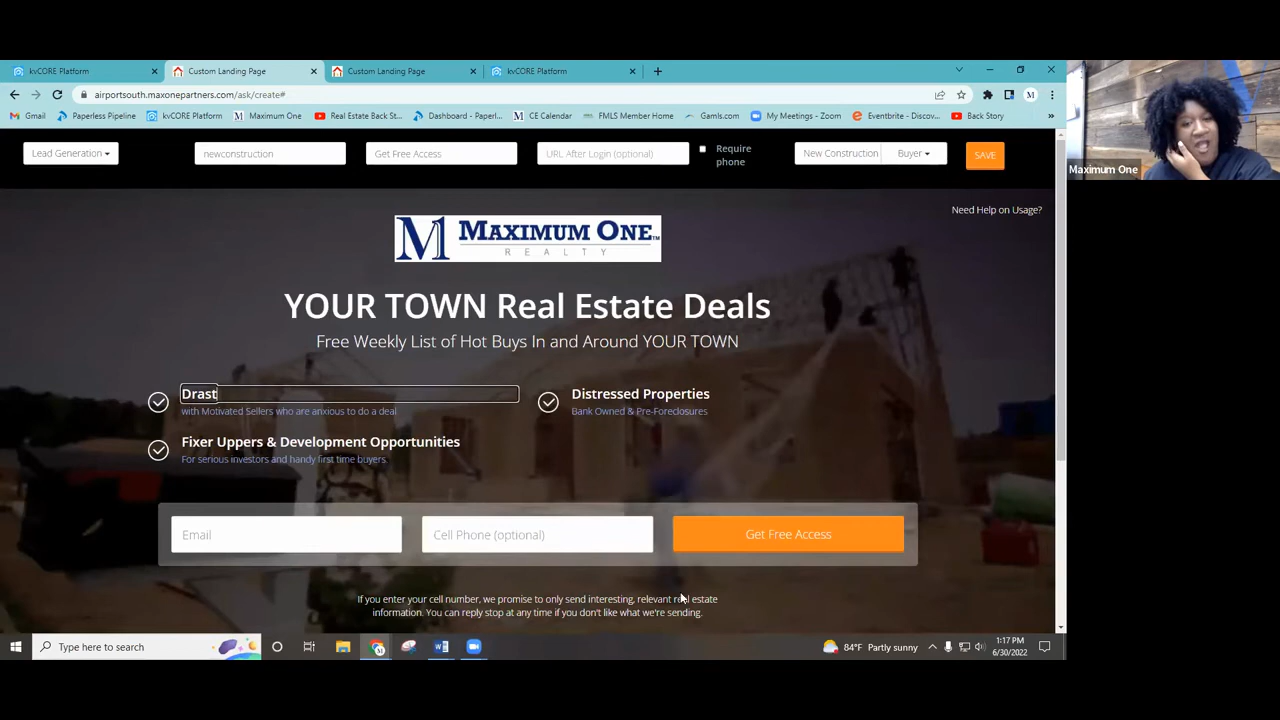 kvCORE Platform
Custom Landing Page
Custom Landing Page
kvCORE Platform
airportsouth.maxonepartners.com/ask/create#
Gmail
Paperless Pipeline
kvCORE Platform
Maximum One
Real Estate Back St...
Dashboard - Paperl...
CE Calendar
FMLS Member Home
Gamls.com
My Meetings - Zoom
Eventbrite - Discov...
Back Story
Lead Generation
newconstruction
Get Free Access
URL After Login (optional)
Require
phone
New Construction
Buyer
SAVE
Maximum One
Need Help on Usage?
M1 MAXIMUM ONE™
REALTY
YOUR TOWN Real Estate Deals
Free Weekly List of Hot Buys In and Around YOUR TOWN
Drast
with Motivated Sellers who are anxious to do a deal
Distressed Properties
Bank Owned & Pre-Foreclosures
Fixer Uppers & Development Opportunities
For serious investors and handy first time buyers.
Email
Cell Phone (optional)
Get Free Access
If you enter your cell number, we promise to only send interesting, relevant real estate
information. You can reply stop at any time if you don't like what we're sending.
Type here to search
84°F Partly sunny
1:17 PM
6/30/2022